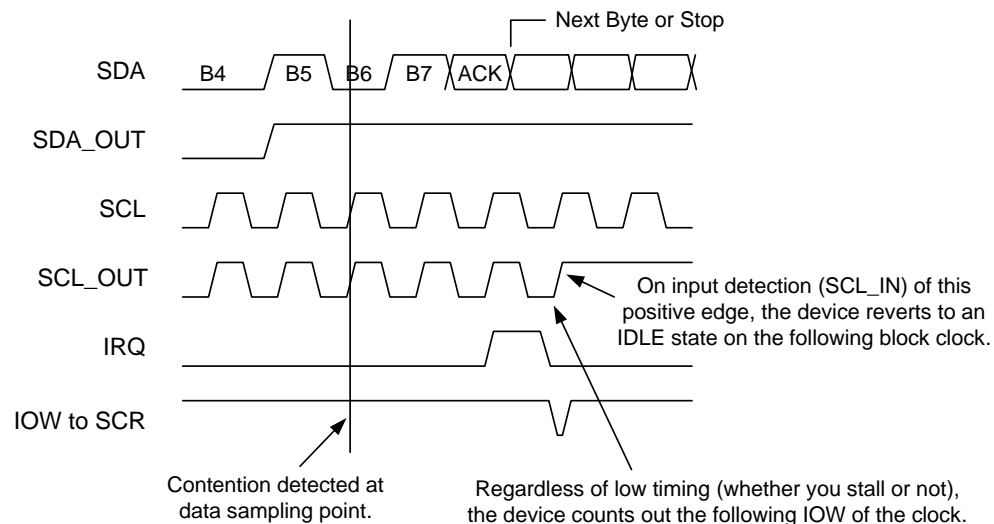 Next Byte or Stop
SDA B4 B5 B6 B7 ACK
SDA_OUT
SCL
SCL_OUT
On input detection (SCL_IN) of this
positive edge, the device reverts to an
IDLE state on the following block clock.
IRQ
IOW to SCR
Contention detected at
data sampling point.
Regardless of low timing (whether you stall or not),
the device counts out the following IOW of the clock.